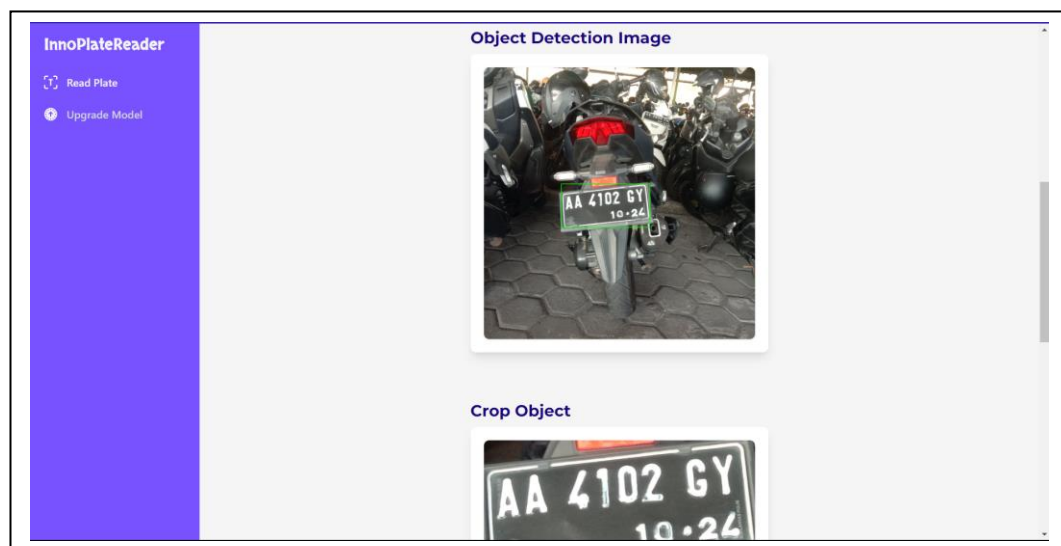 InnoPlateReader
Read Plate
Upgrade Model
Object Detection Image
AA 4102 GY
10•24
Crop Object
AA 4102 GY
10•24